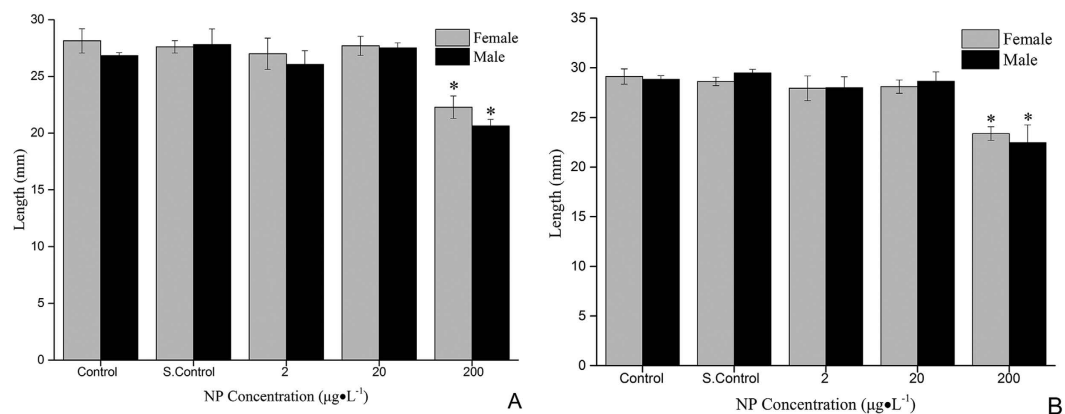 30
25
20
15
10
5
0
Length (mm)
Female
Male
*
*
Control
S.Control
2
20
200
NP Concentration (μg●L⁻¹)
A
35
30
25
20
15
10
5
0
Length (mm)
Female
Male
*
*
Control
S.Control
2
20
200
NP Concentration (μg●L⁻¹)
B